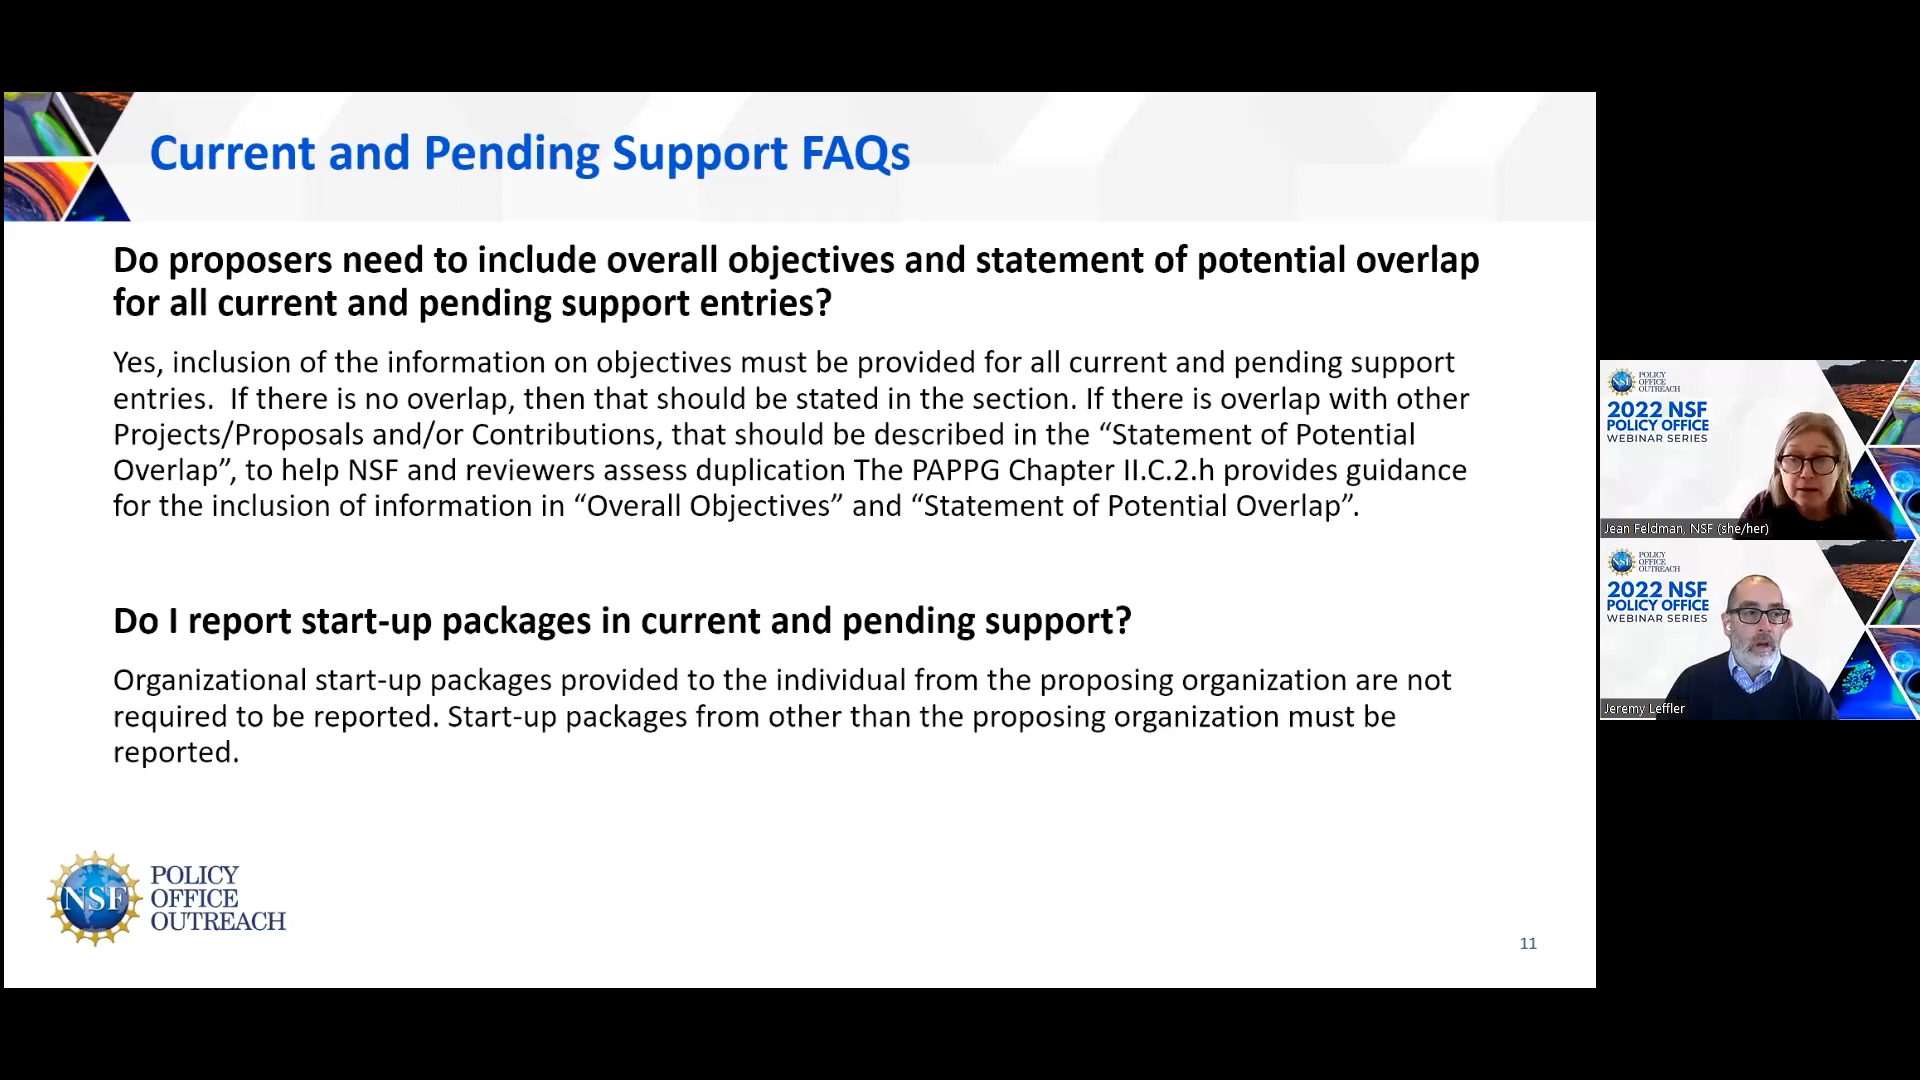 Current and Pending Support FAQs
Do proposers need to include overall objectives and statement of potential overlap
for all current and pending support entries?
Yes, inclusion of the information on objectives must be provided for all current and pending support
entries.  If there is no overlap, then that should be stated in the section. If there is overlap with other
Projects/Proposals and/or Contributions, that should be described in the “Statement of Potential
Overlap”, to help NSF and reviewers assess duplication The PAPPG Chapter II.C.2.h provides guidance
for the inclusion of information in “Overall Objectives” and “Statement of Potential Overlap”.
Do I report start-up packages in current and pending support?
Organizational start-up packages provided to the individual from the proposing organization are not
required to be reported. Start-up packages from other than the proposing organization must be
reported.
NSF
POLICY
OFFICE
OUTREACH
11
NSF
POLICY
OFFICE
OUTREACH
2022 NSF
POLICY OFFICE
WEBINAR SERIES
Jean Feldman, NSF (she/her)
NSF
POLICY
OFFICE
OUTREACH
2022 NSF
POLICY OFFICE
WEBINAR SERIES
Jeremy Leffler